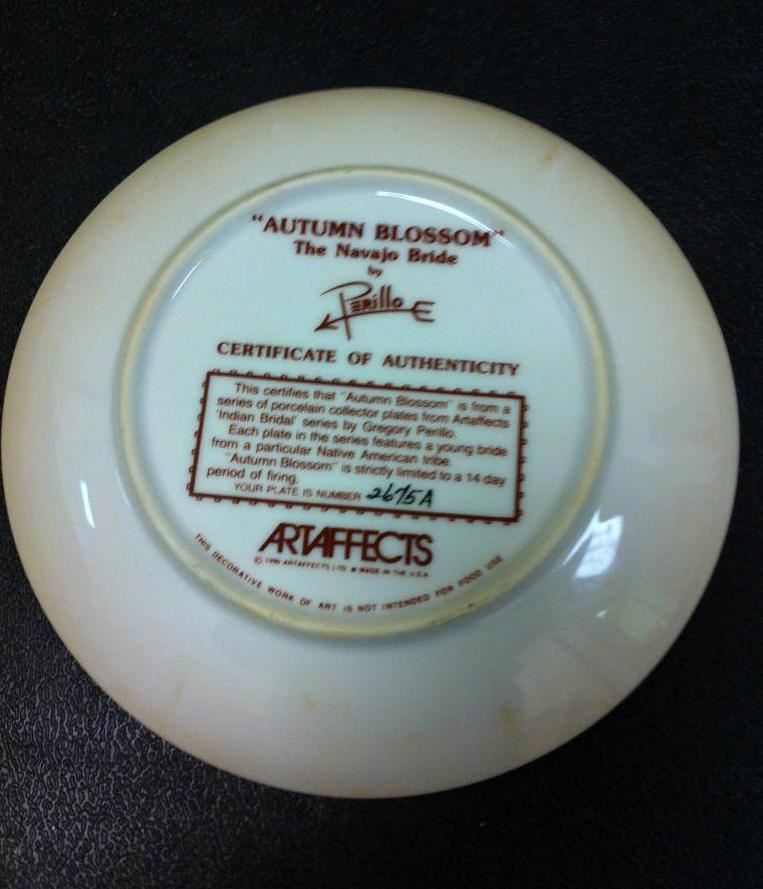 "AUTUMN BLOSSOM"
The Navajo Bride
by
Perillo
CERTIFICATE OF AUTHENTICITY
This certifies that "Autumn Blossom" is from a
series of porcelain collector plates from Artaffects
'Indian Bridal' series by Gregory Perillo.
Each plate in the series features a young bride
from a particular Native American tribe.
"Autumn Blossom" is strictly limited to a 14 day
period of firing.
YOUR PLATE IS NUMBER 2675A
ARTAFFECTS
© 1990 ARTAFFECTS LTD. • MADE IN THE U.S.A.
THIS DECORATIVE WORK OF ART IS NOT INTENDED FOR FOOD USE